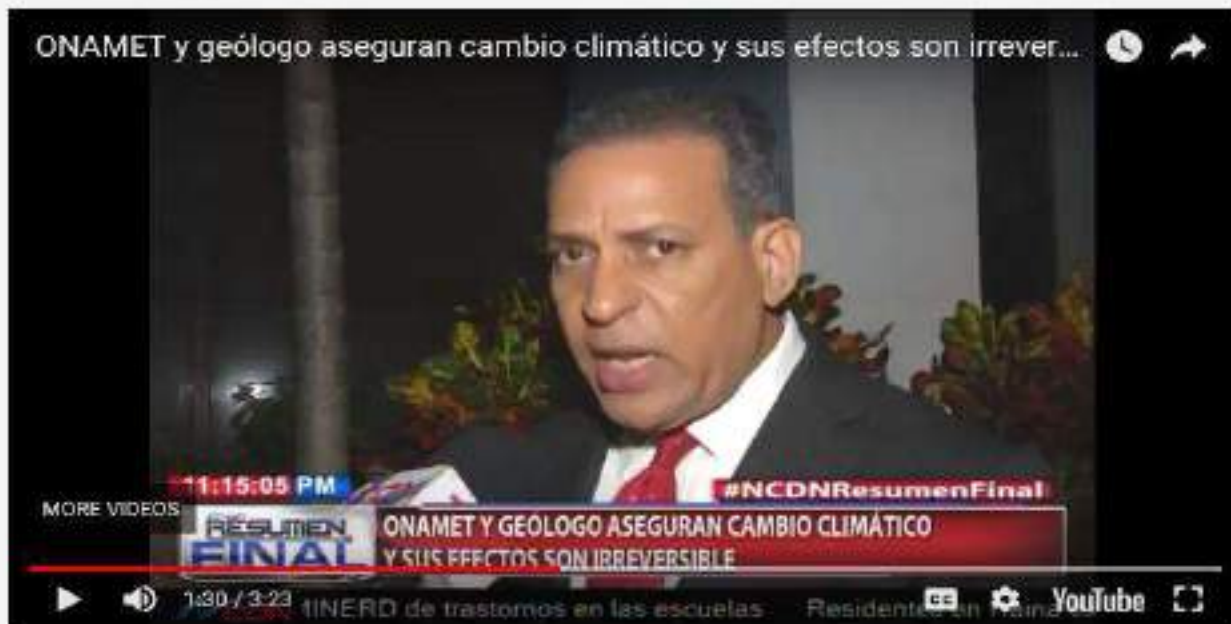 ONAMET y geólogo aseguran cambio climático y sus efectos son irrever...
11:15:05 PM
#NCDNResumenFinal
MORE VIDEOS
RESUMEN
FINAL
ONAMET Y GEÓLOGO ASEGURAN CAMBIO CLIMÁTICO
Y SUS EFECTOS SON IRREVERSIBLE
1:30 / 3:23
MINERD de trastornos en las escuelas Residentes en Haina
CC
YouTube